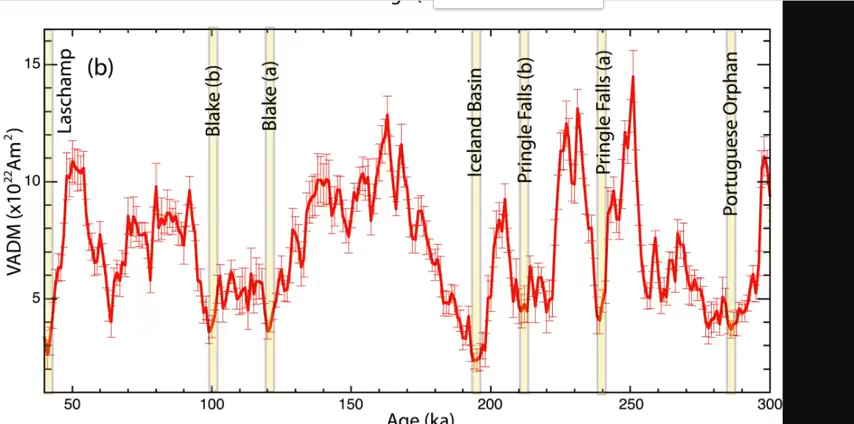 (b)
Laschamp
Blake (b)
Blake (a)
Iceland Basin
Pringle Falls (b)
Pringle Falls (a)
Portuguese Orphan
VADM (x10²²Am²)
15
10
5
50 100 150 200 250 300
Age (ka)